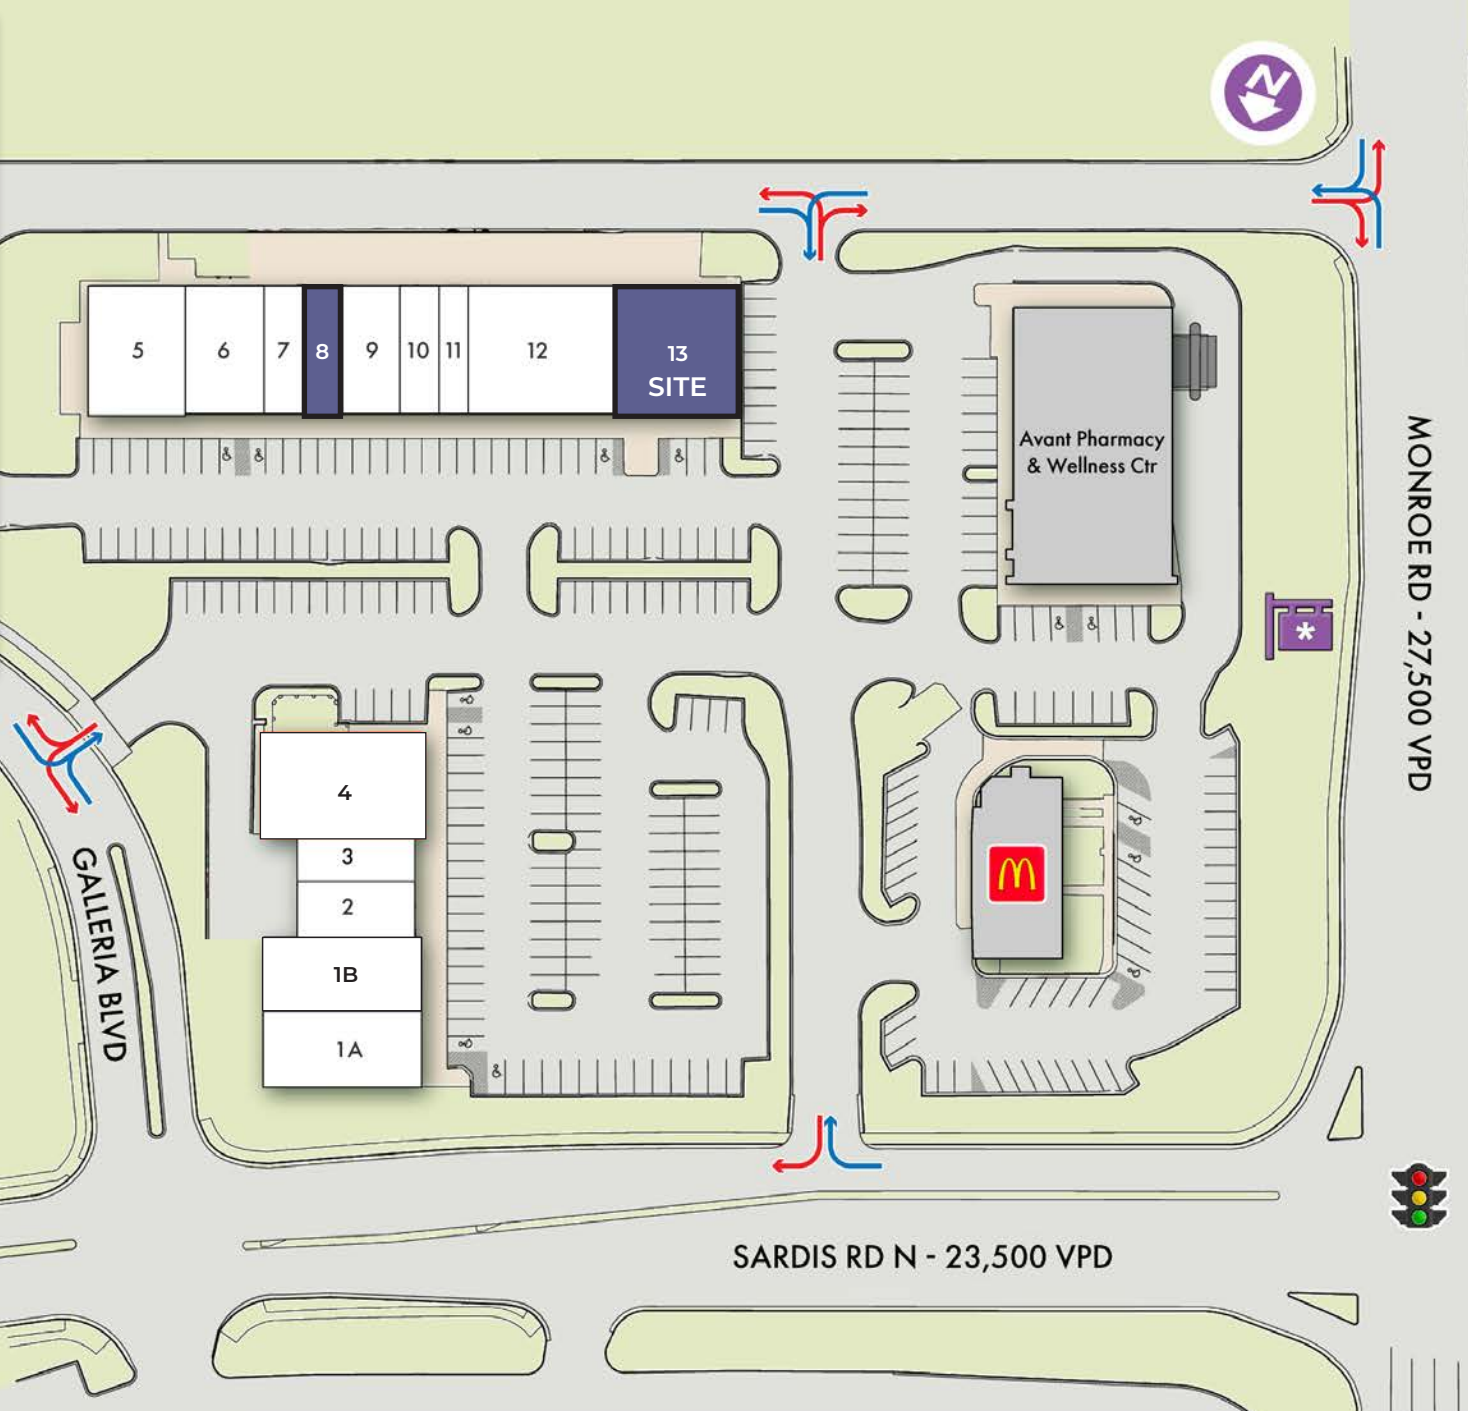 N
5
6
7
8
9
10
11
12
13
SITE
Avant Pharmacy
& Wellness Ctr
MONROE RD - 27,500 VPD
*
4
3
2
1B
1A
M
GALLERIA BLVD
SARDIS RD N - 23,500 VPD